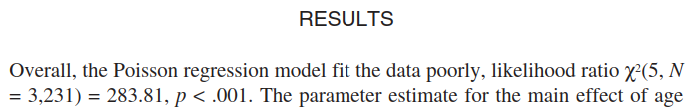 RESULTS
Overall, the Poisson regression model fit the data poorly, likelihood ratio χ²(5, N
= 3,231) = 283.81, p < .001. The parameter estimate for the main effect of age